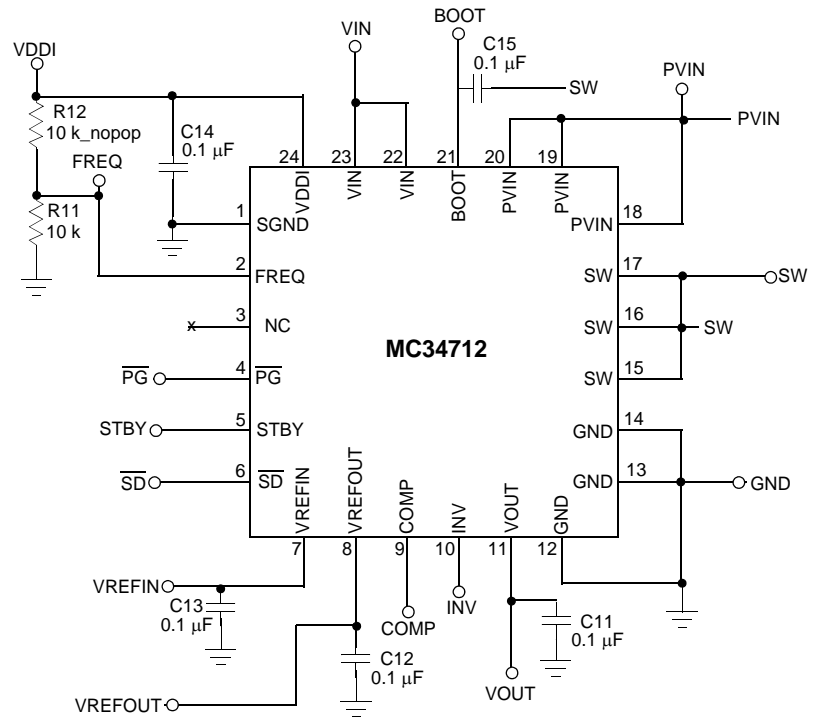 BOOT
VIN
C15
0.1 µF
SW
VDDI
PVIN
R12
10 k_nopop
C14
0.1 µF
PVIN
FREQ
24
23
22
21
20
19
VDDI
VIN
VIN
BOOT
PVIN
PVIN
R11
10 k
1
SGND
PVIN
18
2
FREQ
SW
17
SW
3
x
NC
SW
16
SW
MC34712
PG
4
PG
SW
15
STBY
5
STBY
GND
14
SD
6
SD
GND
13
GND
VREFIN
VREFOUT
COMP
INV
VOUT
GND
7
8
9
10
11
12
VREFIN
C13
0.1 µF
COMP
INV
C11
0.1 µF
C12
0.1 µF
VOUT
VREFOUT